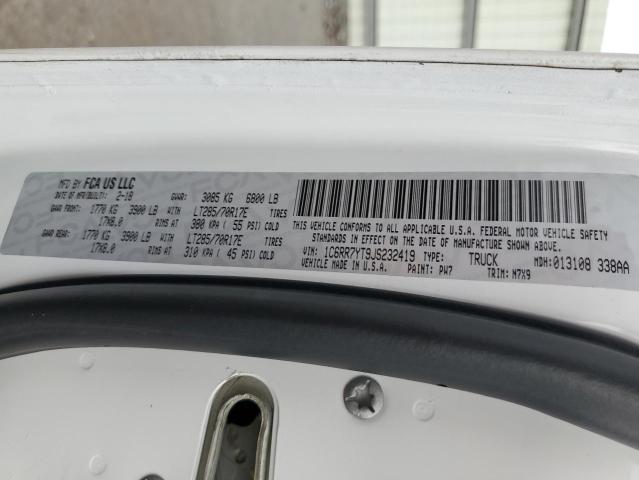 MFD BY: FCA US LLC
DATE OF MFR(BUILT): 2-18 GVWR: 3085 KG 6800 LB
GAWR FRONT: 1770 KG 3900 LB WITH LT285/70R17E TIRES
17X8.0 RIMS AT 380 KPA ( 55 PSI) COLD
GAWR REAR: 1770 KG 3900 LB WITH LT285/70R17E TIRES
17X8.0 RIMS AT 310 KPA ( 45 PSI) COLD
THIS VEHICLE CONFORMS TO ALL APPLICABLE U.S.A. FEDERAL MOTOR VEHICLE SAFETY
STANDARDS IN EFFECT ON THE DATE OF MANUFACTURE SHOWN ABOVE.
VIN: 1C6RR7YT9JS232419 TYPE: TRUCK MDH: 013108 338AA
VEHICLE MADE IN U.S.A. PAINT: PW7 TRIM: N7X9